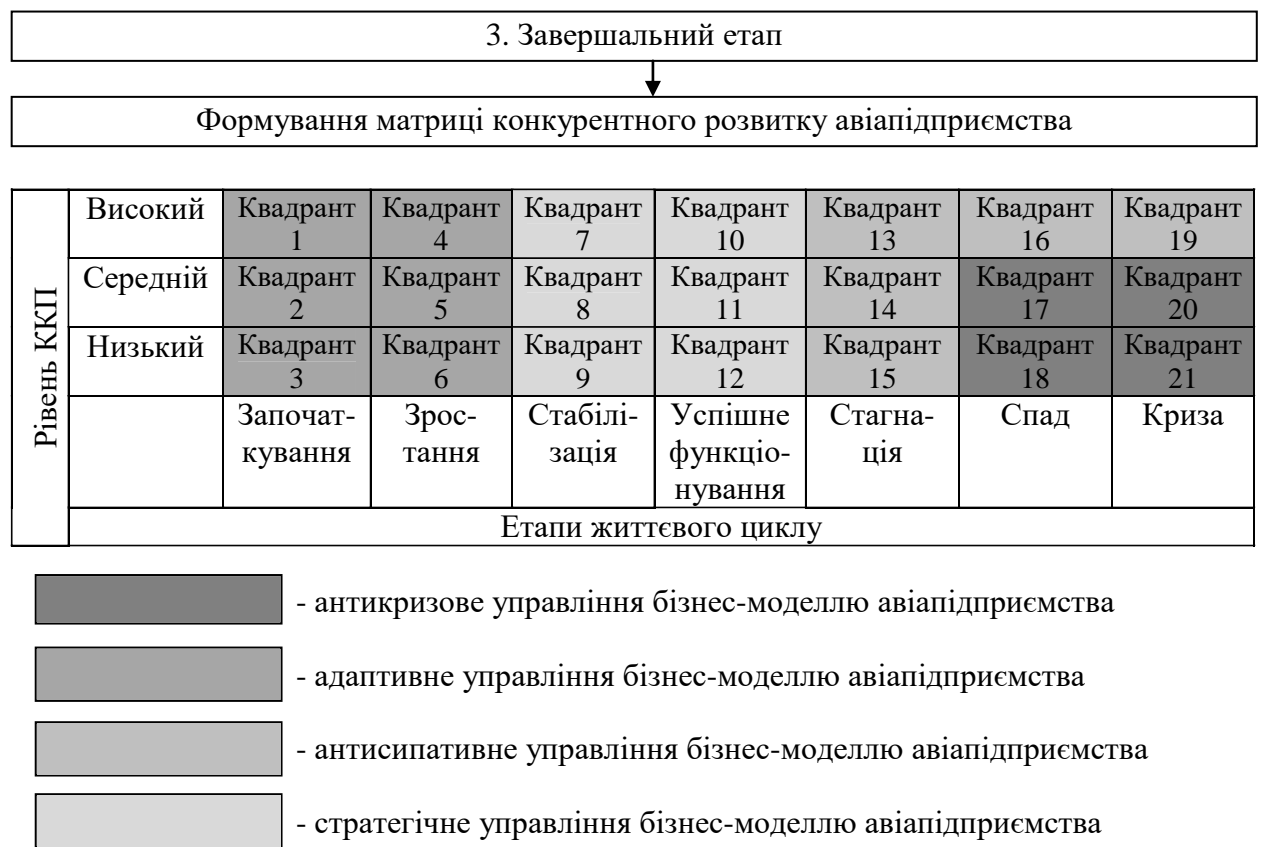 3. Завершальний етап
Формування матриці конкурентного розвитку авіапідприємства
Рівень ККП
Високий Квадрант Квадрант Квадрант Квадрант Квадрант Квадрант Квадрант
1 4 7 10 13 16 19
Середній Квадрант Квадрант Квадрант Квадрант Квадрант Квадрант Квадрант
2 5 8 11 14 17 20
Низький Квадрант Квадрант Квадрант Квадрант Квадрант Квадрант Квадрант
3 6 9 12 15 18 21
Започат- Зрос- Стабілі- Успішне Стагна- Спад Криза
кування тання зація функціо- ція
нування
Етапи життєвого циклу
- антикризове управління бізнес-моделлю авіапідприємства
- адаптивне управління бізнес-моделлю авіапідприємства
- антисипативне управління бізнес-моделлю авіапідприємства
- стратегічне управління бізнес-моделлю авіапідприємства